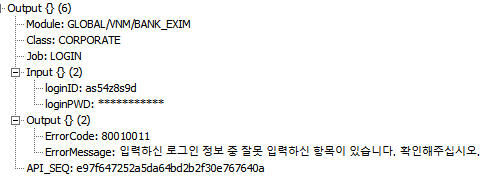 Output {} (6)
Module: GLOBAL/VNM/BANK_EXIM
Class: CORPORATE
Job: LOGIN
Input {} (2)
loginID: as54z8s9d
loginPWD: ***********
Output {} (2)
ErrorCode: 80010011
ErrorMessage: 입력하신 로그인 정보 중 잘못 입력하신 항목이 있습니다. 확인해주십시오.
API_SEQ: e97f647252a5da64bd2b2f30e767640a